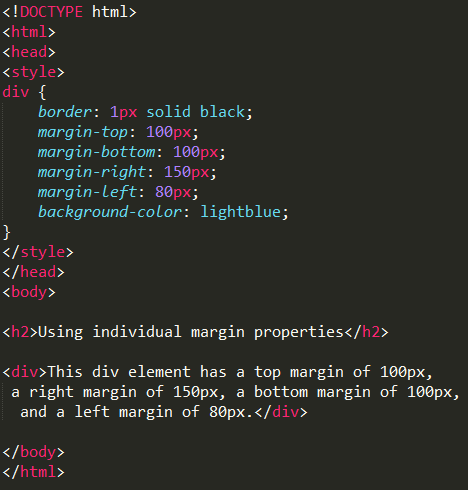 <!DOCTYPE html>
<html>
<head>
<style>
div {
    border: 1px solid black;
    margin-top: 100px;
    margin-bottom: 100px;
    margin-right: 150px;
    margin-left: 80px;
    background-color: lightblue;
}
</style>
</head>
<body>

<h2>Using individual margin properties</h2>

<div>This div element has a top margin of 100px,
 a right margin of 150px, a bottom margin of 100px,
  and a left margin of 80px.</div>

</body>
</html>